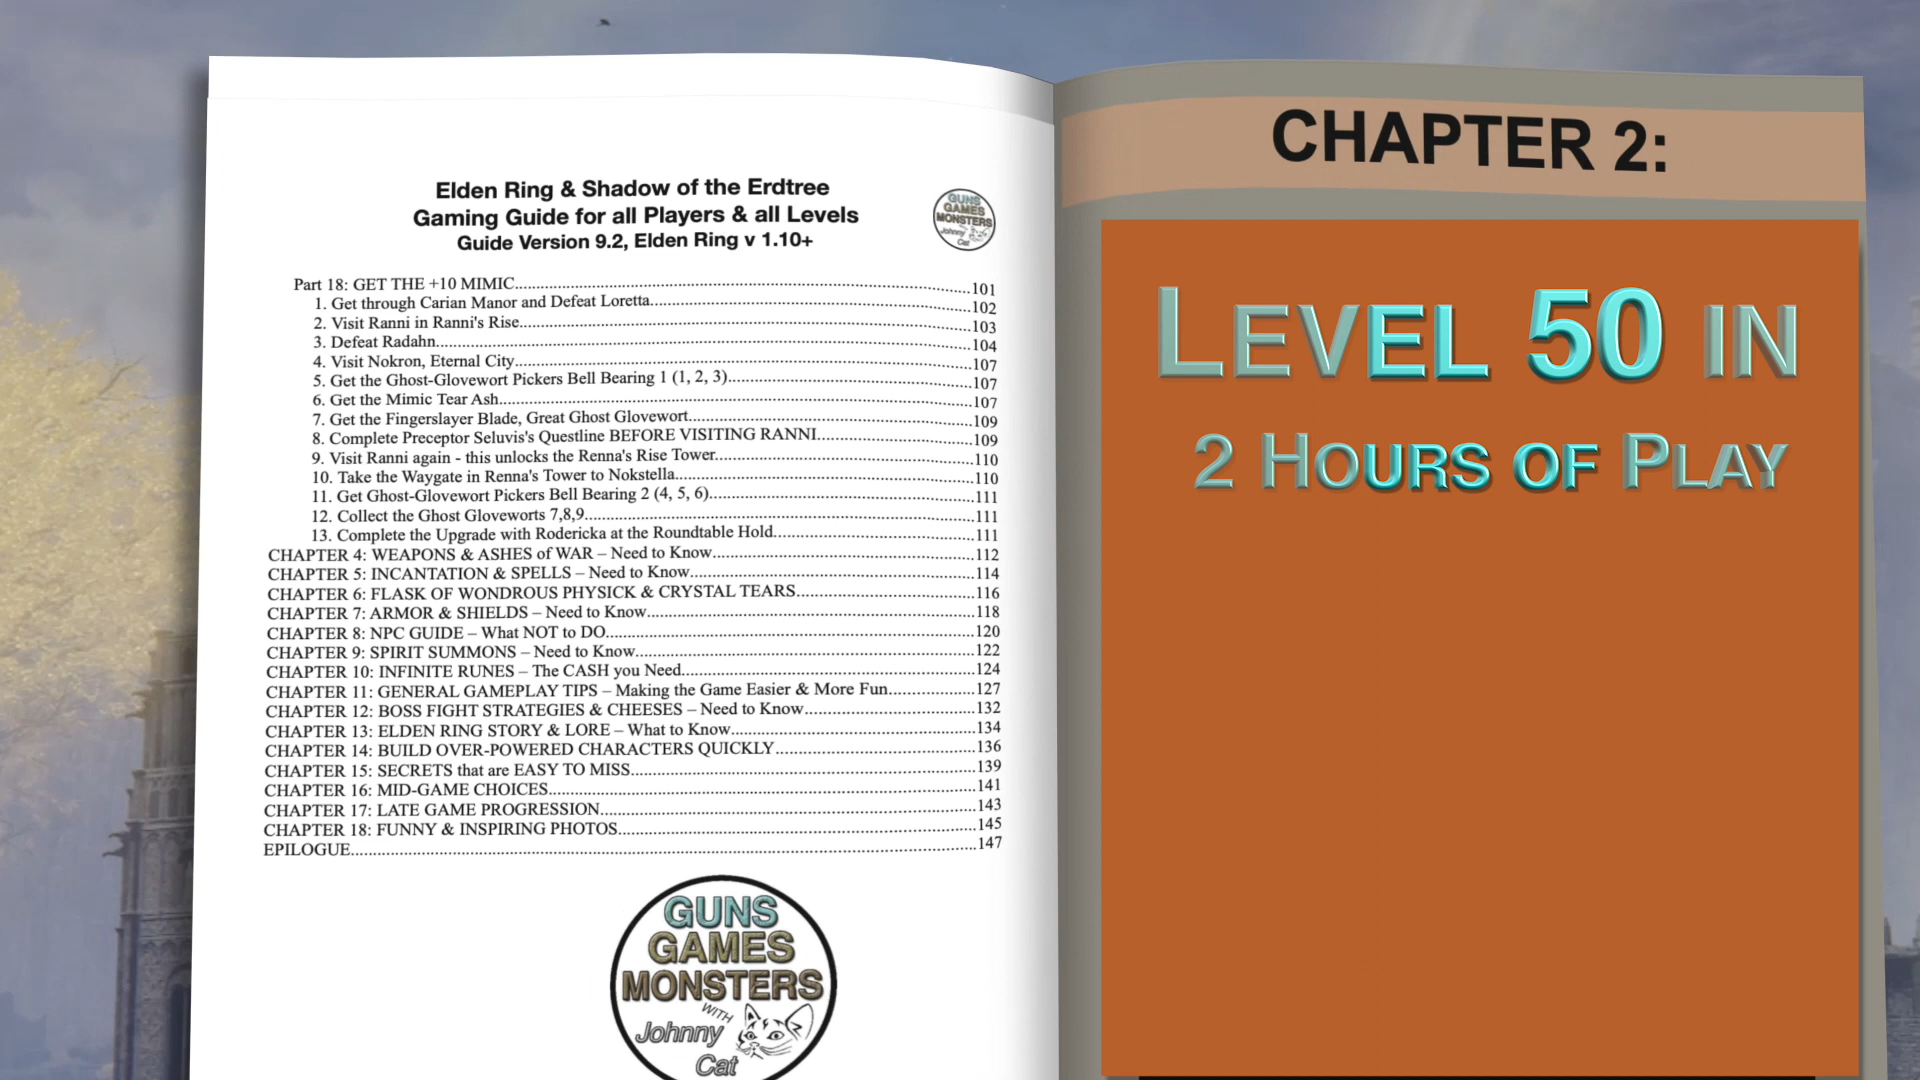 Elden Ring & Shadow of the Erdtree
Gaming Guide for all Players & all Levels
Guide Version 9.2, Elden Ring v 1.10+
GUNS
GAMES
MONSTERS
Johnny
Cat
Part 18: GET THE +10 MIMIC....................101
1. Get through Carian Manor and Defeat Loretta....................102
2. Visit Ranni in Ranni's Rise....................103
3. Defeat Radahn....................104
4. Visit Nokron, Eternal City....................107
5. Get the Ghost-Glovewort Pickers Bell Bearing 1 (1, 2, 3)....................107
6. Get the Mimic Tear Ash....................107
7. Get the Fingerslayer Blade, Great Ghost Glovewort....................109
8. Complete Preceptor Seluvis's Questline BEFORE VISITING RANNI....................109
9. Visit Ranni again - this unlocks the Renna's Rise Tower....................110
10. Take the Waygate in Renna's Tower to Nokstella....................110
11. Get Ghost-Glovewort Pickers Bell Bearing 2 (4, 5, 6)....................111
12. Collect the Ghost Gloveworts 7,8,9....................111
13. Complete the Upgrade with Rodericka at the Roundtable Hold....................111
CHAPTER 4: WEAPONS & ASHES of WAR – Need to Know....................112
CHAPTER 5: INCANTATION & SPELLS – Need to Know....................114
CHAPTER 6: FLASK OF WONDROUS PHYSICK & CRYSTAL TEARS....................116
CHAPTER 7: ARMOR & SHIELDS – Need to Know....................118
CHAPTER 8: NPC GUIDE – What NOT to DO....................120
CHAPTER 9: SPIRIT SUMMONS – Need to Know....................122
CHAPTER 10: INFINITE RUNES – The CASH you Need....................124
CHAPTER 11: GENERAL GAMEPLAY TIPS – Making the Game Easier & More Fun....................127
CHAPTER 12: BOSS FIGHT STRATEGIES & CHEESES – Need to Know....................132
CHAPTER 13: ELDEN RING STORY & LORE – What to Know....................134
CHAPTER 14: BUILD OVER-POWERED CHARACTERS QUICKLY....................136
CHAPTER 15: SECRETS that are EASY TO MISS....................139
CHAPTER 16: MID-GAME CHOICES....................141
CHAPTER 17: LATE GAME PROGRESSION....................143
CHAPTER 18: FUNNY & INSPIRING PHOTOS....................145
EPILOGUE....................147
GUNS
GAMES
MONSTERS
WITH
Johnny
Cat
CHAPTER 2:
LEVEL 50 IN
2 HOURS OF PLAY